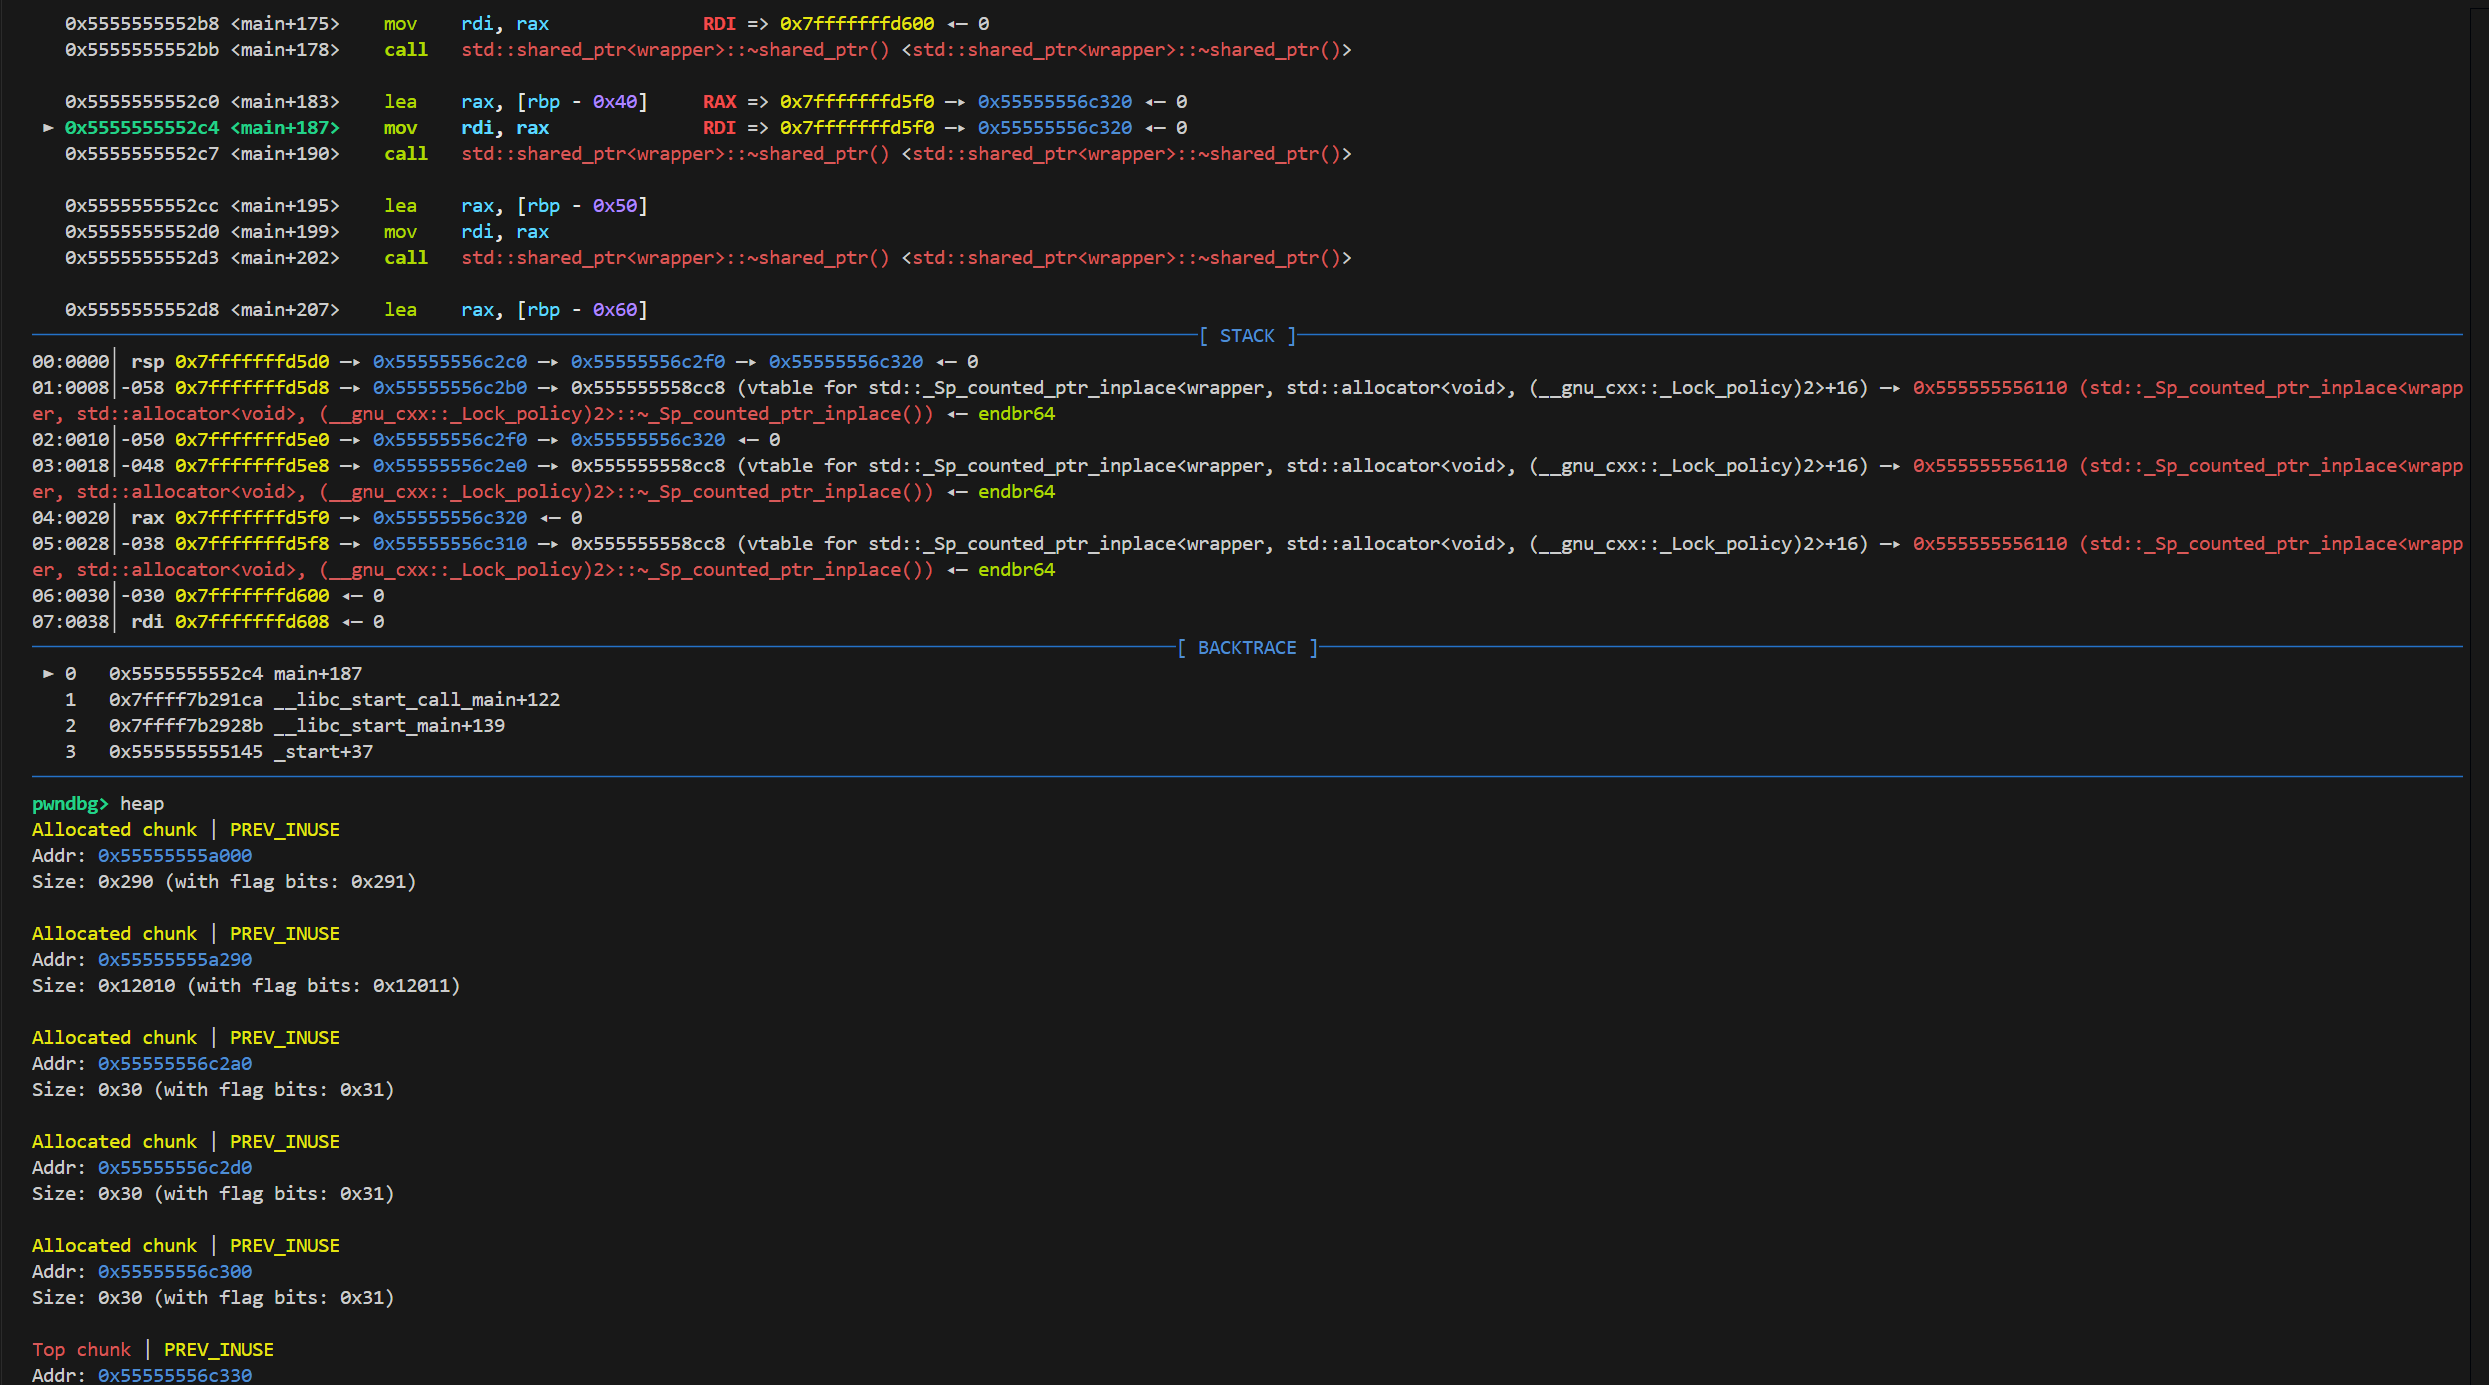 0x5555555552b8 <main+175>    mov    rdi, rax              RDI => 0x7fffffffd600 ◂— 0
0x5555555552bb <main+178>    call   std::shared_ptr<wrapper>::~shared_ptr() <std::shared_ptr<wrapper>::~shared_ptr()>
0x5555555552c0 <main+183>    lea    rax, [rbp - 0x40]     RAX => 0x7fffffffd5f0 —▸ 0x55555556c320 ◂— 0
► 0x5555555552c4 <main+187>    mov    rdi, rax              RDI => 0x7fffffffd5f0 —▸ 0x55555556c320 ◂— 0
0x5555555552c7 <main+190>    call   std::shared_ptr<wrapper>::~shared_ptr() <std::shared_ptr<wrapper>::~shared_ptr()>
0x5555555552cc <main+195>    lea    rax, [rbp - 0x50]
0x5555555552d0 <main+199>    mov    rdi, rax
0x5555555552d3 <main+202>    call   std::shared_ptr<wrapper>::~shared_ptr() <std::shared_ptr<wrapper>::~shared_ptr()>
0x5555555552d8 <main+207>    lea    rax, [rbp - 0x60]
[ STACK ]
00:0000│ rsp 0x7fffffffd5d0 —▸ 0x55555556c2c0 —▸ 0x55555556c2f0 —▸ 0x55555556c320 ◂— 0
01:0008│-058 0x7fffffffd5d8 —▸ 0x55555556c2b0 —▸ 0x555555558cc8 (vtable for std::_Sp_counted_ptr_inplace<wrapper, std::allocator<void>, (__gnu_cxx::_Lock_policy)2>+16) —▸ 0x555555556110 (std::_Sp_counted_ptr_inplace<wrapp
er, std::allocator<void>, (__gnu_cxx::_Lock_policy)2>::~_Sp_counted_ptr_inplace()) ◂— endbr64
02:0010│-050 0x7fffffffd5e0 —▸ 0x55555556c2f0 —▸ 0x55555556c320 ◂— 0
03:0018│-048 0x7fffffffd5e8 —▸ 0x55555556c2e0 —▸ 0x555555558cc8 (vtable for std::_Sp_counted_ptr_inplace<wrapper, std::allocator<void>, (__gnu_cxx::_Lock_policy)2>+16) —▸ 0x555555556110 (std::_Sp_counted_ptr_inplace<wrapp
er, std::allocator<void>, (__gnu_cxx::_Lock_policy)2>::~_Sp_counted_ptr_inplace()) ◂— endbr64
04:0020│ rax 0x7fffffffd5f0 —▸ 0x55555556c320 ◂— 0
05:0028│-038 0x7fffffffd5f8 —▸ 0x55555556c310 —▸ 0x555555558cc8 (vtable for std::_Sp_counted_ptr_inplace<wrapper, std::allocator<void>, (__gnu_cxx::_Lock_policy)2>+16) —▸ 0x555555556110 (std::_Sp_counted_ptr_inplace<wrapp
er, std::allocator<void>, (__gnu_cxx::_Lock_policy)2>::~_Sp_counted_ptr_inplace()) ◂— endbr64
06:0030│-030 0x7fffffffd600 ◂— 0
07:0038│ rdi 0x7fffffffd608 ◂— 0
[ BACKTRACE ]
► 0   0x5555555552c4 main+187
1   0x7ffff7b291ca __libc_start_call_main+122
2   0x7ffff7b2928b __libc_start_main+139
3   0x555555555145 _start+37
pwndbg> heap
Allocated chunk | PREV_INUSE
Addr: 0x55555555a000
Size: 0x290 (with flag bits: 0x291)
Allocated chunk | PREV_INUSE
Addr: 0x55555555a290
Size: 0x12010 (with flag bits: 0x12011)
Allocated chunk | PREV_INUSE
Addr: 0x55555556c2a0
Size: 0x30 (with flag bits: 0x31)
Allocated chunk | PREV_INUSE
Addr: 0x55555556c2d0
Size: 0x30 (with flag bits: 0x31)
Allocated chunk | PREV_INUSE
Addr: 0x55555556c300
Size: 0x30 (with flag bits: 0x31)
Top chunk | PREV_INUSE
Addr: 0x55555556c330